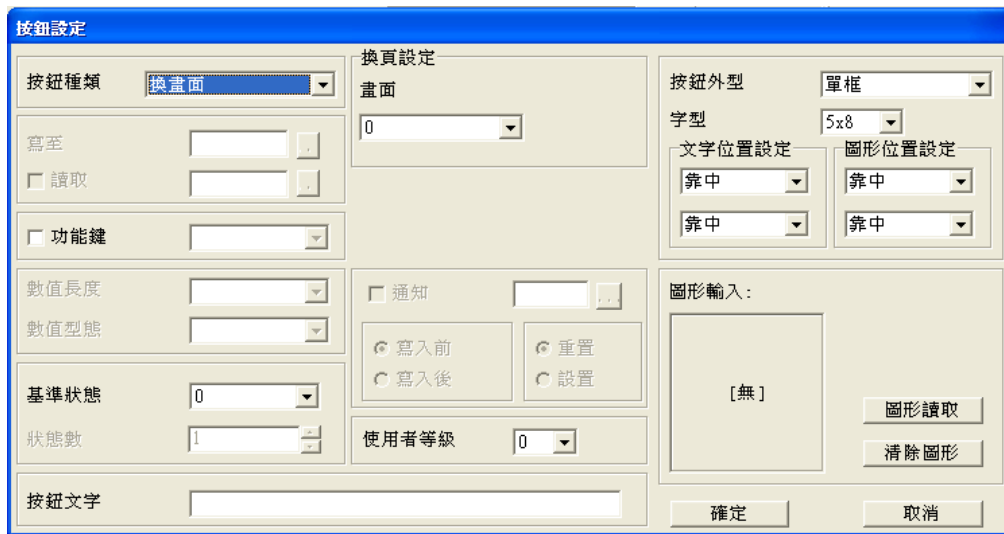 按鈕設定
按鈕種類 換畫面
寫至 .
讀取 .
功能鍵
數值長度
數值型態
基準狀態 0
狀態數 1
按鈕文字
換頁設定
畫面
0
通知 ...
寫入前
寫入後
重置
設置
使用者等級 0
按鈕外型 單框
字型 5x8
文字位置設定
靠中
靠中
圖形位置設定
靠中
靠中
圖形輸入:
[無]
圖形讀取
清除圖形
確定
取消